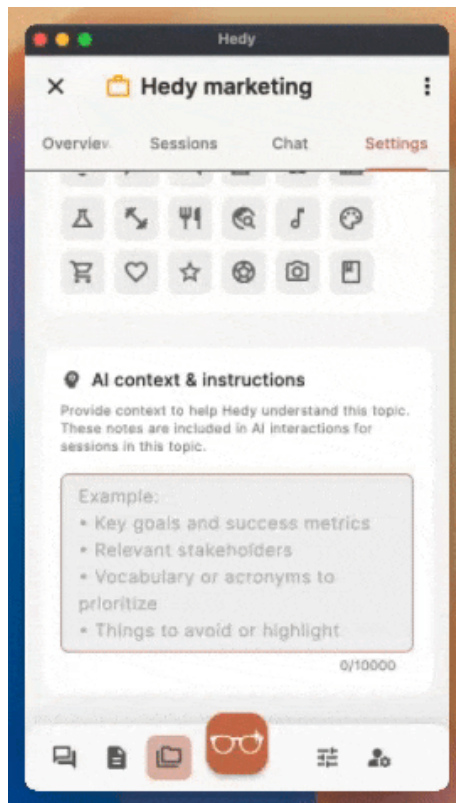 Hedy
Hedy marketing
Overview Sessions Chat Settings
AI context & instructions
Provide context to help Hedy understand this topic.
These notes are included in AI interactions for
sessions in this topic.
Example:
• Key goals and success metrics
• Relevant stakeholders
• Vocabulary or acronyms to
prioritize
• Things to avoid or highlight
0/10000